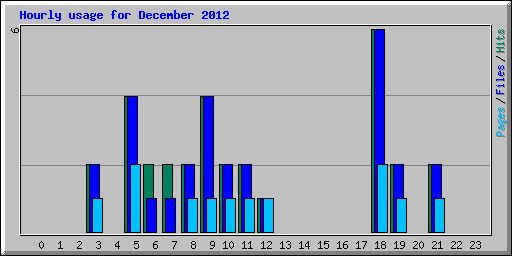 Hourly usage for December 2012
6
Pages/Files/Hits
0 1 2 3 4 5 6 7 8 9 10 11 12 13 14 15 16 17 18 19 20 21 22 23